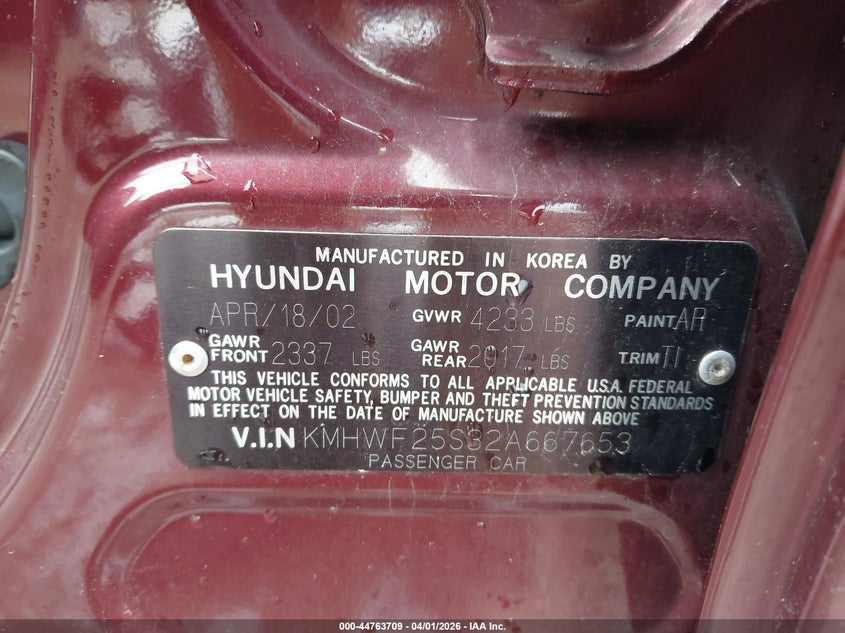 MANUFACTURED IN KOREA BY
HYUNDAI MOTOR COMPANY
APR/18/02 GVWR 4233 LBS PAINT AR
GAWR FRONT 2337 LBS GAWR REAR 2017 LBS TRIM TI
THIS VEHICLE CONFORMS TO ALL APPLICABLE U.S.A. FEDERAL
MOTOR VEHICLE SAFETY, BUMPER AND THEFT PREVENTION STANDARDS
IN EFFECT ON THE DATE OF MANUFACTURE SHOWN ABOVE
V.I.N KMHWF25S32A667653
PASSENGER CAR
000-44763709 - 04/01/2026 - IAA Inc.